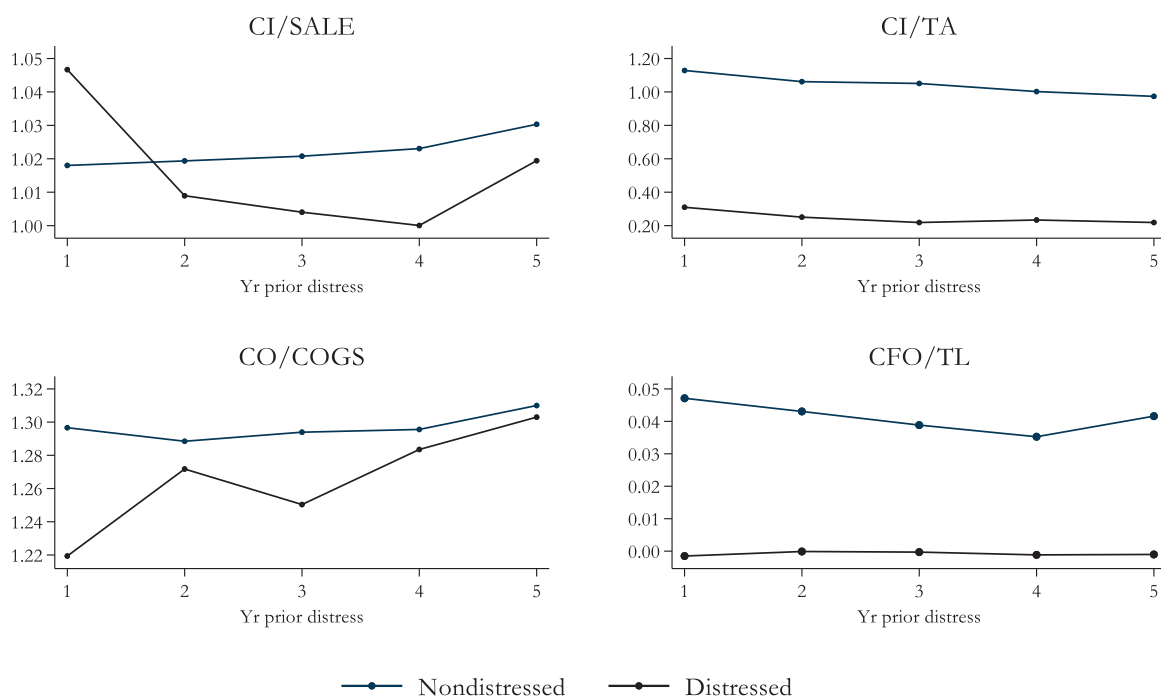 CI/SALE
1.05
1.04
1.03
1.02
1.01
1.00
1 2 3 4 5
Yr prior distress
CI/TA
1.20
1.00
0.80
0.60
0.40
0.20
1 2 3 4 5
Yr prior distress
CO/COGS
1.32
1.30
1.28
1.26
1.24
1.22
1 2 3 4 5
Yr prior distress
CFO/TL
0.05
0.04
0.03
0.02
0.01
0.00
1 2 3 4 5
Yr prior distress
Nondistressed Distressed